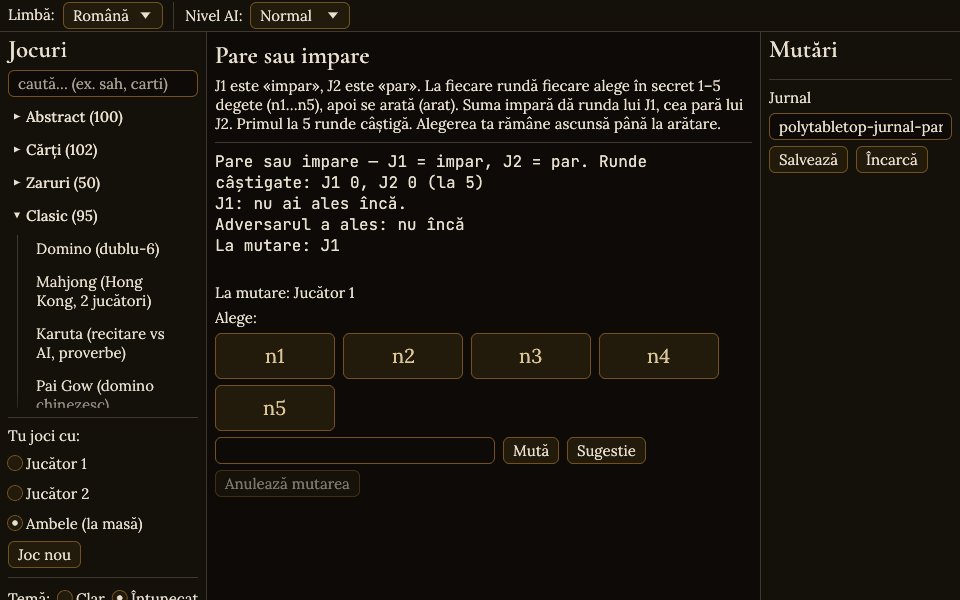 Limbă: Română ▼ Nivel AI: Normal ▼
Jocuri
caută... (ex. sah, carti)
▸ Abstract (100)
▸ Cărți (102)
▸ Zaruri (50)
▾ Clasic (95)
Domino (dublu-6)
Mahjong (Hong
Kong, 2 jucători)
Karuta (recitare vs
AI, proverbe)
Pai Gow (domino
chinezesc)
Tu joci cu:
Jucător 1
Jucător 2
Ambele (la masă)
Joc nou
Temă: Clar Întunecat
Pare sau impare
J1 este «impar», J2 este «par». La fiecare rundă fiecare alege în secret 1–5
degete (n1...n5), apoi se arată (arat). Suma impară dă runda lui J1, cea pară lui
J2. Primul la 5 runde câștigă. Alegerea ta rămâne ascunsă până la arătare.
Pare sau impare — J1 = impar, J2 = par. Runde
câștigate: J1 0, J2 0 (la 5)
J1: nu ai ales încă.
Adversarul a ales: nu încă
La mutare: J1
La mutare: Jucător 1
Alege:
n1 n2 n3 n4
n5
Mută Sugestie
Anulează mutarea
Mutări
Jurnal
polytabletop-jurnal-par
Salvează Încarcă